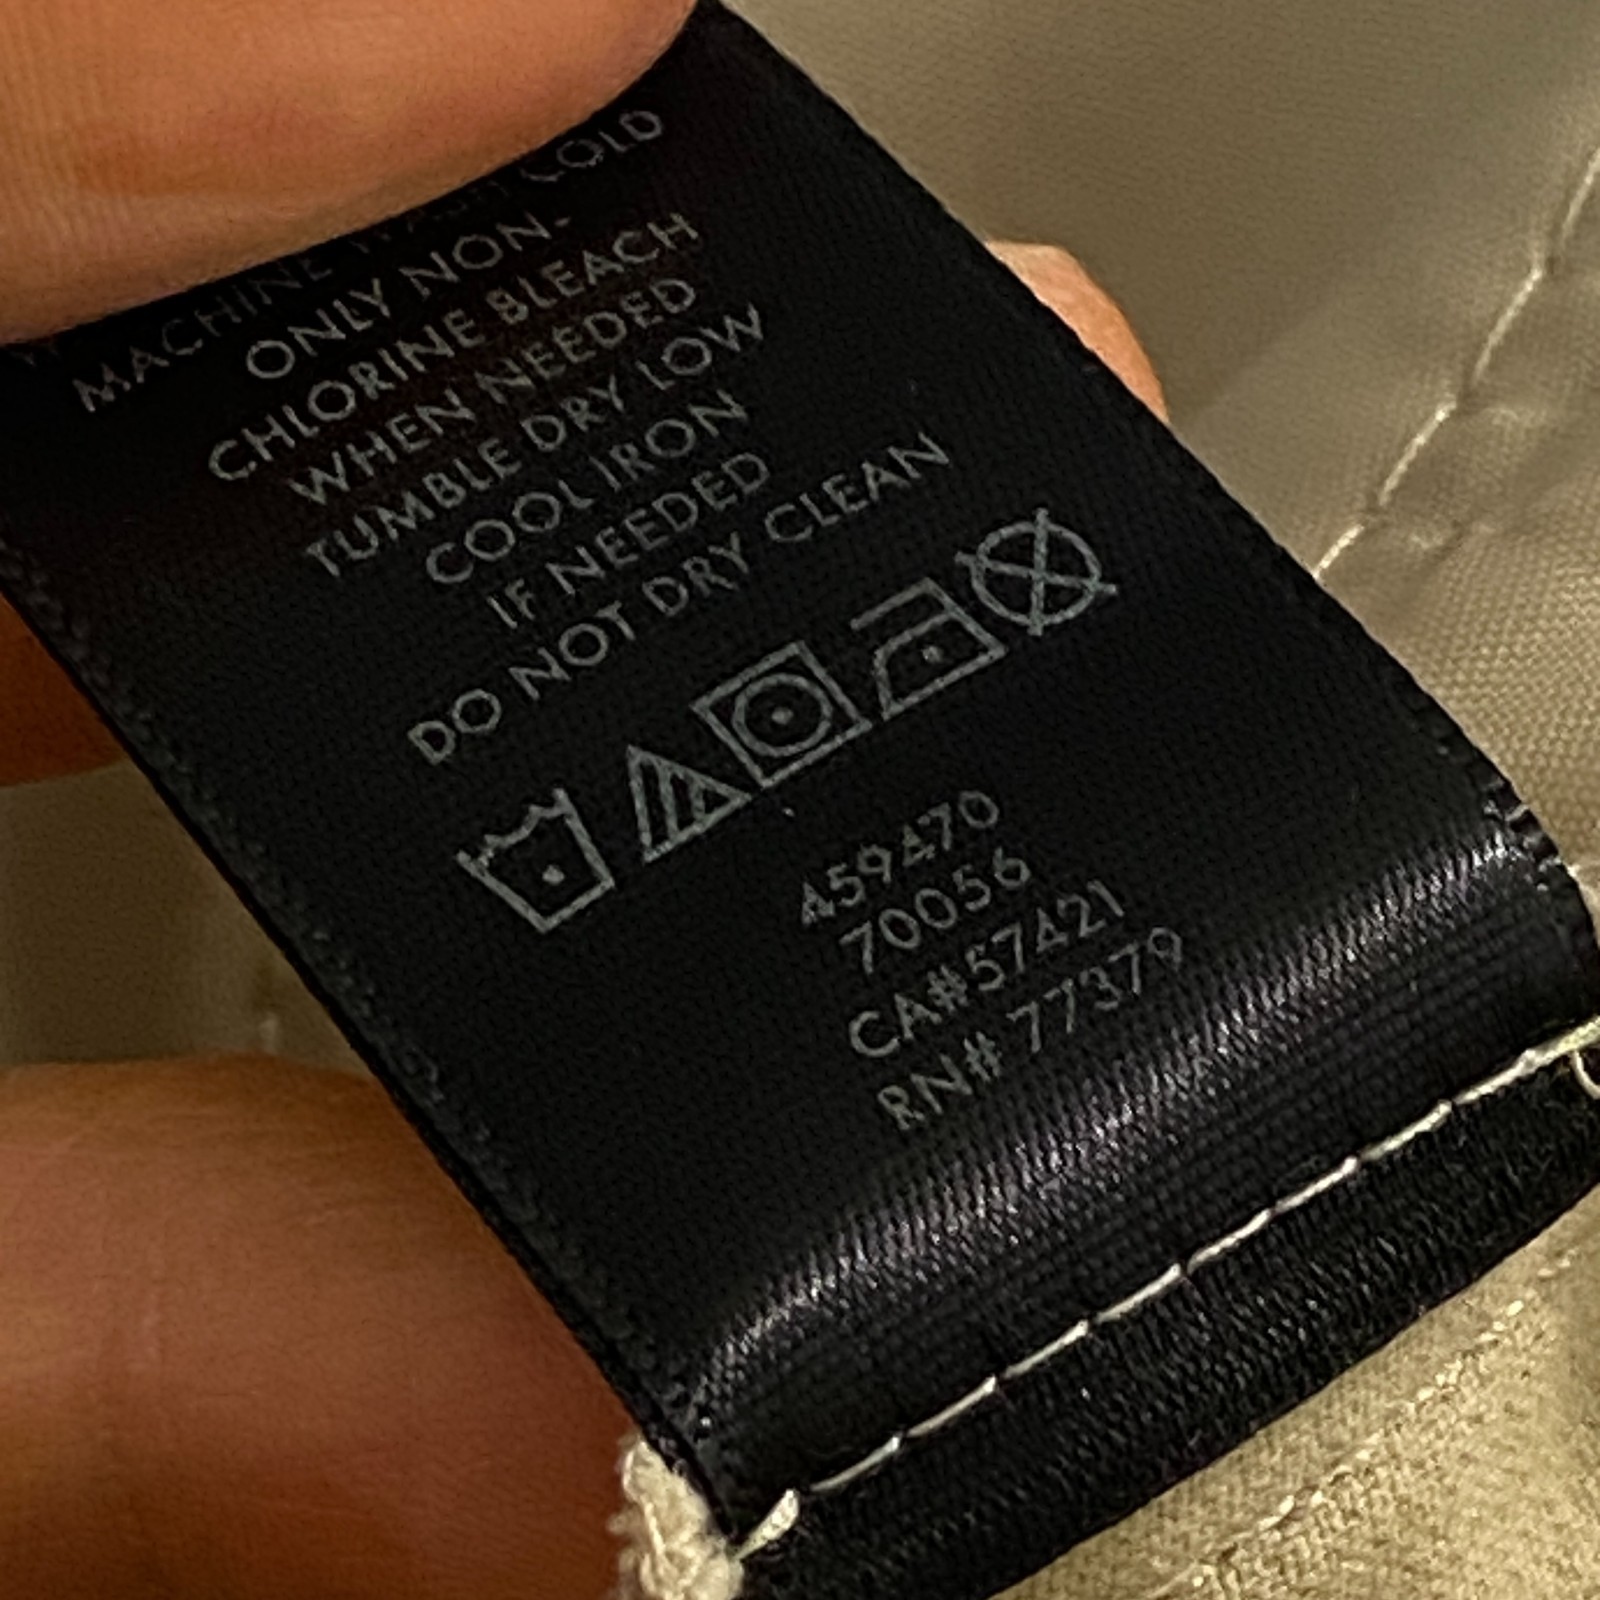 MACHINE WASH COLD
ONLY NON-
CHLORINE BLEACH
WHEN NEEDED
TUMBLE DRY LOW
COOL IRON
IF NEEDED
DO NOT DRY CLEAN
459470
70056
CA#57421
RN# 77379